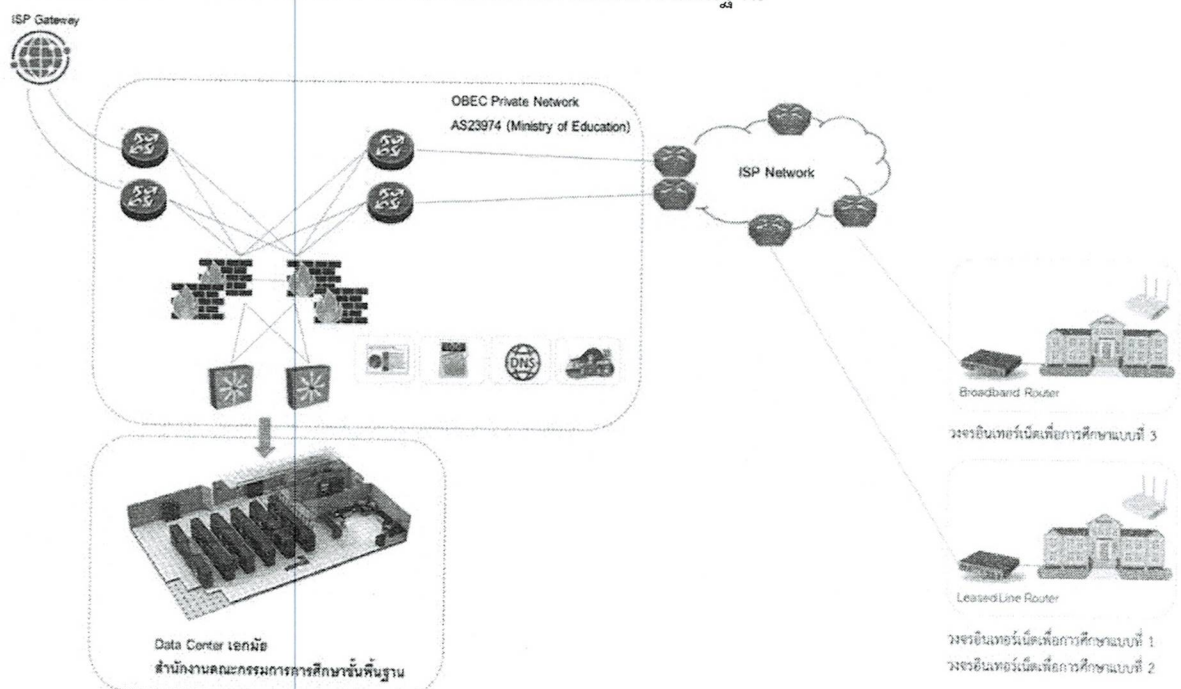 ISP Gateway
OBEC Private Network
AS23974 (Ministry of Education)
ISP Network
LOG
DNS
Broadband Router
วงจรอินเทอร์เน็ตเพื่อการศึกษาแบบที่ 3
Leased Line Router
วงจรอินเทอร์เน็ตเพื่อการศึกษาแบบที่ 1
วงจรอินเทอร์เน็ตเพื่อการศึกษาแบบที่ 2
Data Center เอกมัย
สำนักงานคณะกรรมการการศึกษาขั้นพื้นฐาน